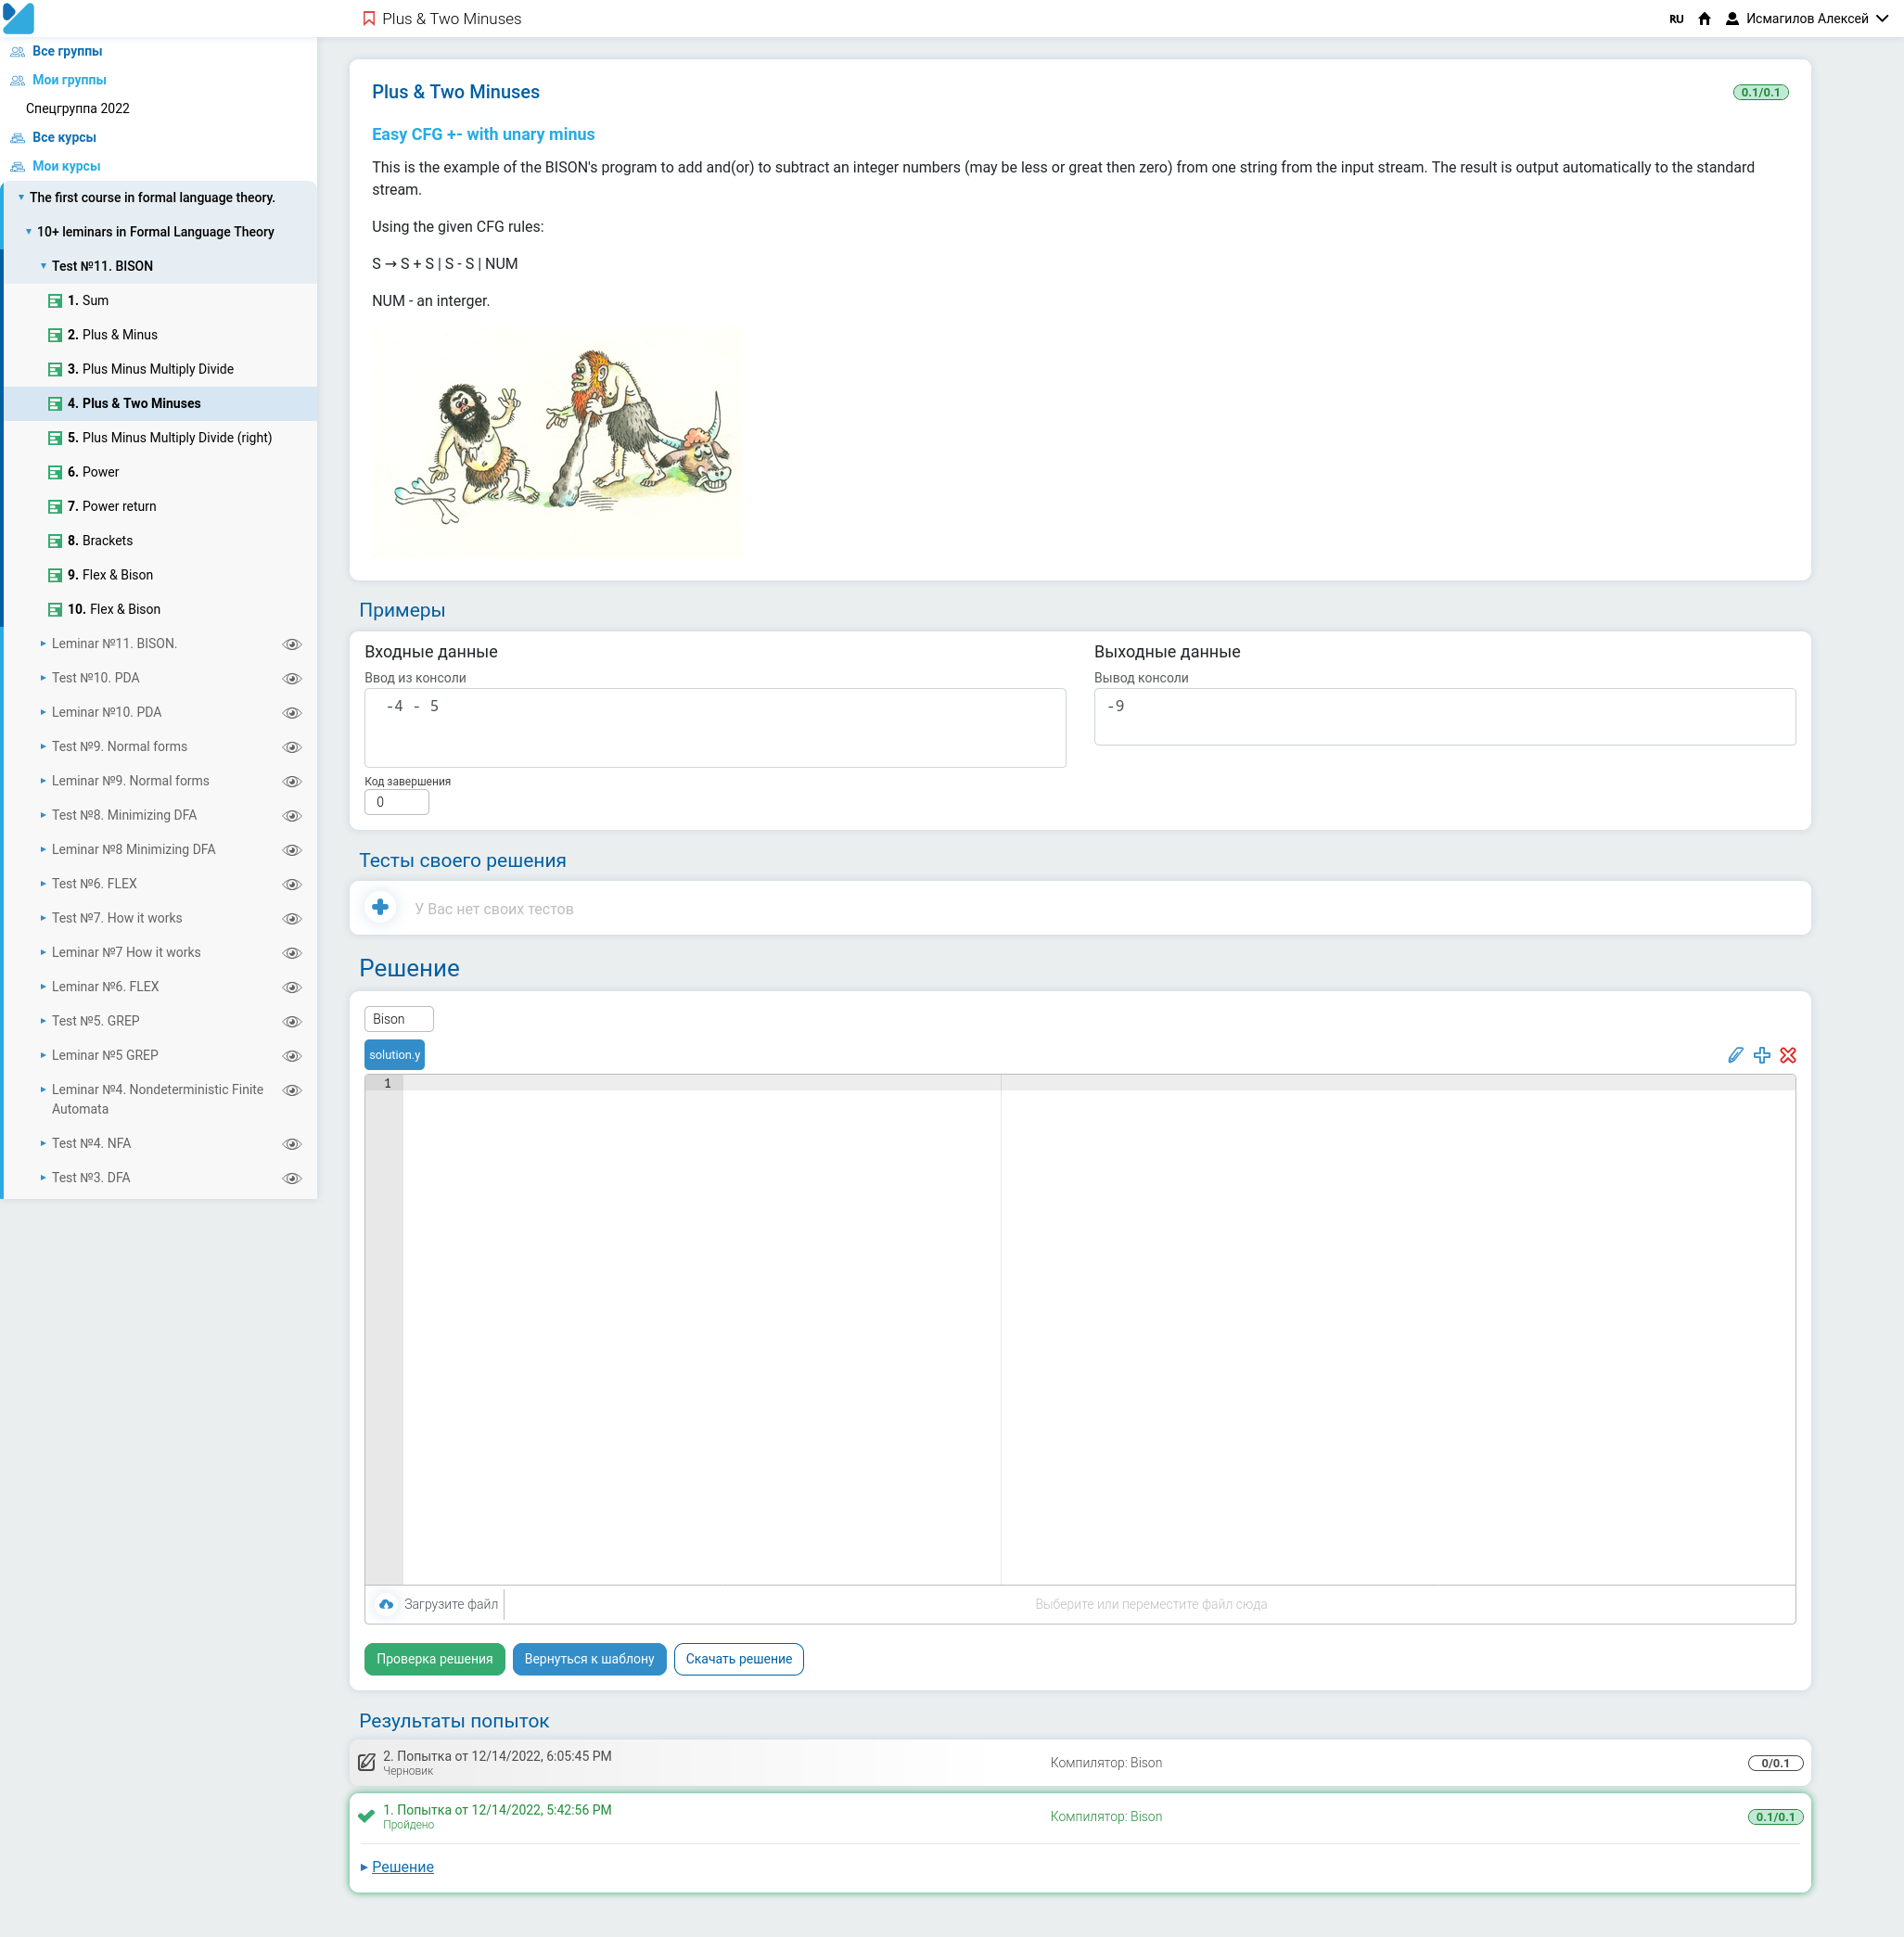 Plus & Two Minuses
RU
Исмагилов Алексей
Все группы
Мои группы
Спецгруппа 2022
Все курсы
Мои курсы
The first course in formal language theory.
10+ leminars in Formal Language Theory
Test №11. BISON
1. Sum
2. Plus & Minus
3. Plus Minus Multiply Divide
4. Plus & Two Minuses
5. Plus Minus Multiply Divide (right)
6. Power
7. Power return
8. Brackets
9. Flex & Bison
10. Flex & Bison
Leminar №11. BISON.
Test №10. PDA
Leminar №10. PDA
Test №9. Normal forms
Leminar №9. Normal forms
Test №8. Minimizing DFA
Leminar №8 Minimizing DFA
Test №6. FLEX
Test №7. How it works
Leminar №7 How it works
Leminar №6. FLEX
Test №5. GREP
Leminar №5 GREP
Leminar №4. Nondeterministic Finite
Automata
Test №4. NFA
Test №3. DFA
Plus & Two Minuses
0.1/0.1
Easy CFG +- with unary minus
This is the example of the BISON's program to add and(or) to subtract an integer numbers (may be less or great then zero) from one string from the input stream. The result is output automatically to the standard
stream.
Using the given CFG rules:
S → S + S | S - S | NUM
NUM - an interger.
Примеры
Входные данные
Ввод из консоли
-4 - 5
Код завершения
0
Выходные данные
Вывод консоли
-9
Тесты своего решения
У Вас нет своих тестов
Решение
Bison
solution.y
1
Загрузите файл
Выберите или переместите файл сюда
Проверка решения
Вернуться к шаблону
Скачать решение
Результаты попыток
2. Попытка от 12/14/2022, 6:05:45 PM
Черновик
Компилятор: Bison
0/0.1
1. Попытка от 12/14/2022, 5:42:56 PM
Пройдено
Компилятор: Bison
0.1/0.1
Решение